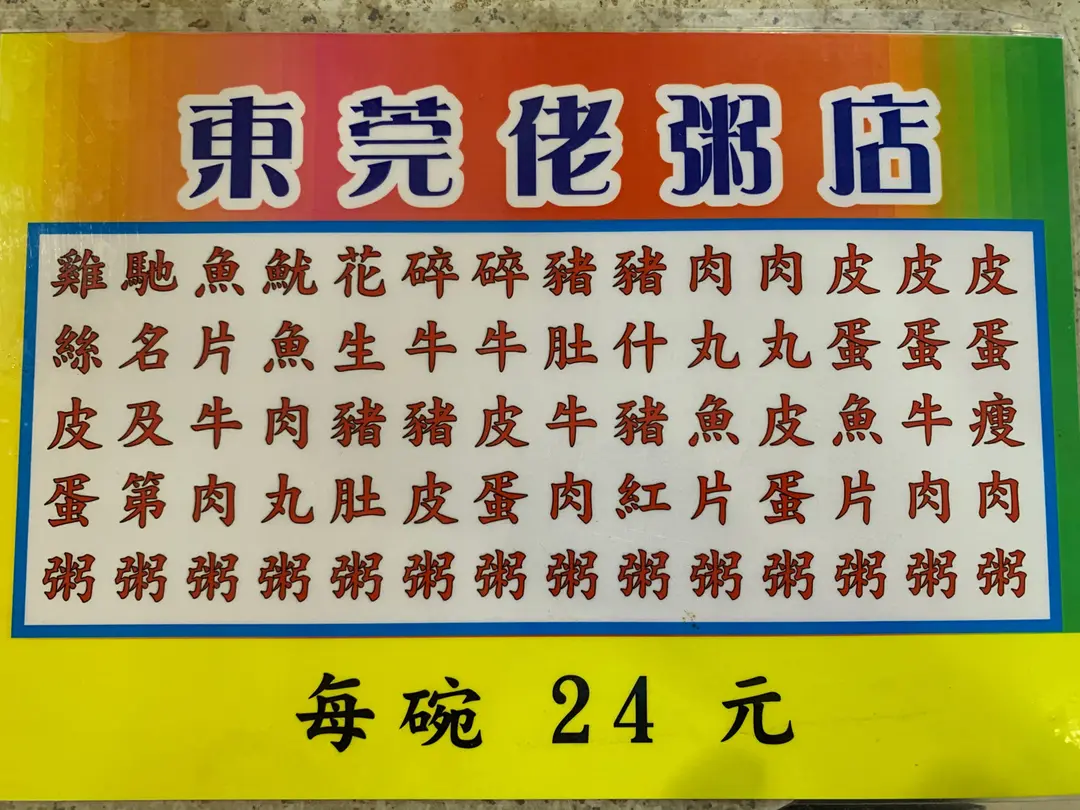 東莞佬粥店
皮蛋瘦肉粥
皮蛋牛肉粥
皮蛋魚片粥
肉丸皮蛋粥
肉丸魚片粥
豬什豬紅粥
豬肚牛肉粥
碎牛皮蛋粥
碎牛豬皮粥
花生豬肚粥
魷魚肉丸粥
魚片牛肉粥
馳名及第粥
雞絲皮蛋粥
每碗 24 元